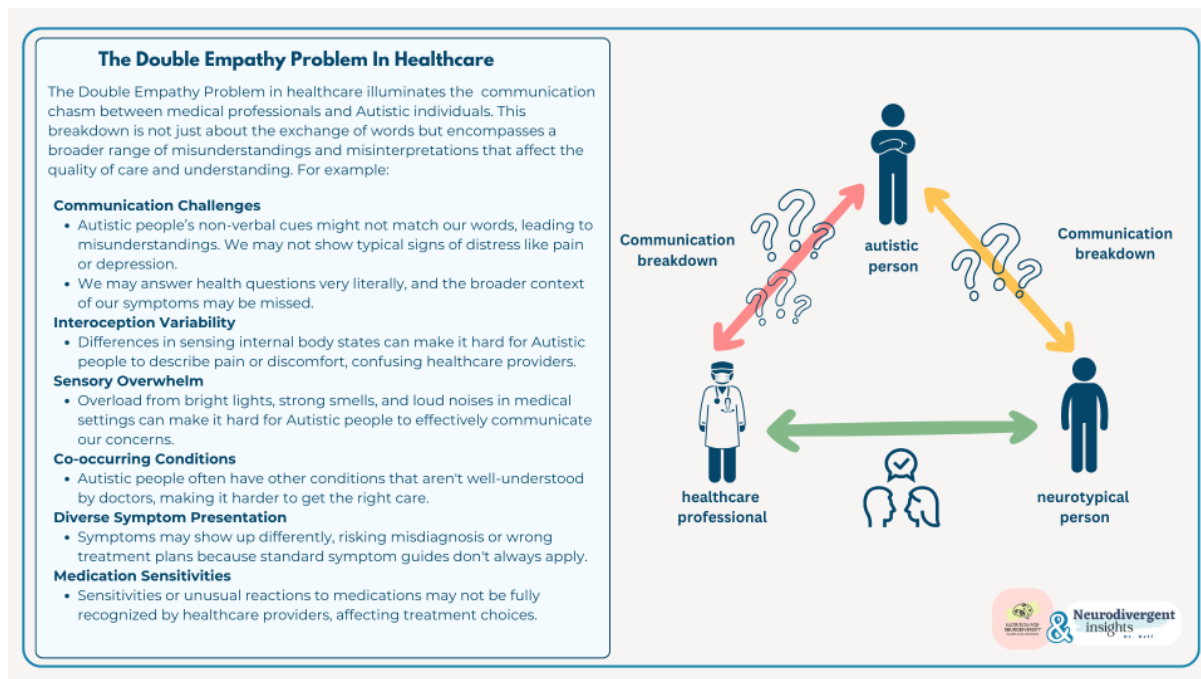 The Double Empathy Problem In Healthcare
The Double Empathy Problem in healthcare illuminates the communication
chasm between medical professionals and Autistic individuals. This
breakdown is not just about the exchange of words but encompasses a
broader range of misunderstandings and misinterpretations that affect the
quality of care and understanding. For example:
Communication Challenges
• Autistic people's non-verbal cues might not match our words, leading to
misunderstandings. We may not show typical signs of distress like pain
or depression.
• We may answer health questions very literally, and the broader context
of our symptoms may be missed.
Interoception Variability
• Differences in sensing internal body states can make it hard for Autistic
people to describe pain or discomfort, confusing healthcare providers.
Sensory Overwhelm
• Overload from bright lights, strong smells, and loud noises in medical
settings can make it hard for Autistic people to effectively communicate
our concerns.
Co-occurring Conditions
• Autistic people often have other conditions that aren't well-understood
by doctors, making it harder to get the right care.
Diverse Symptom Presentation
• Symptoms may show up differently, risking misdiagnosis or wrong
treatment plans because standard symptom guides don't always apply.
Medication Sensitivities
• Sensitivities or unusual reactions to medications may not be fully
recognized by healthcare providers, affecting treatment choices.
autistic
person
Communication
breakdown
Communication
breakdown
healthcare
professional
neurotypical
person
NUTRITION FOR
NEURODIVERSITY
&
Neurodivergent
insights
Dr. Neff